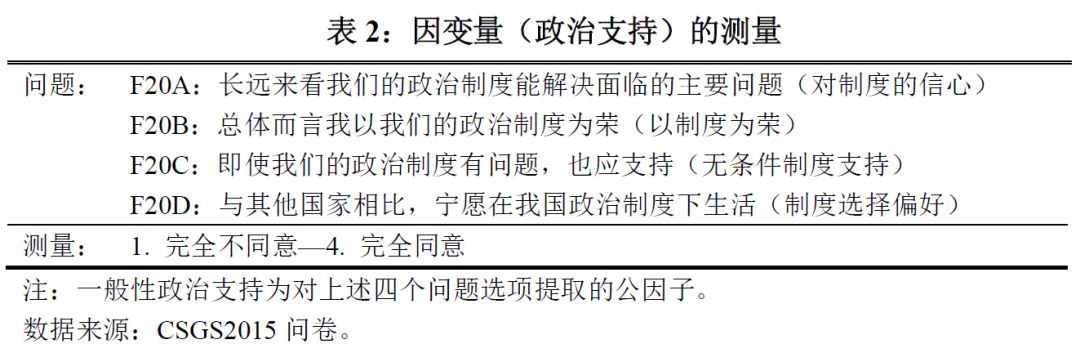 表 2：因变量（政治支持）的测量
问题： F20A：长远来看我们的政治制度能解决面临的主要问题（对制度的信心）
F20B：总体而言我以我们的政治制度为荣（以制度为荣）
F20C：即使我们的政治制度有问题，也应支持（无条件制度支持）
F20D：与其他国家相比，宁愿在我国政治制度下生活（制度选择偏好）
测量： 1. 完全不同意—4. 完全同意
注：一般性政治支持为对上述四个问题选项提取的公因子。
数据来源：CSGS2015 问卷。